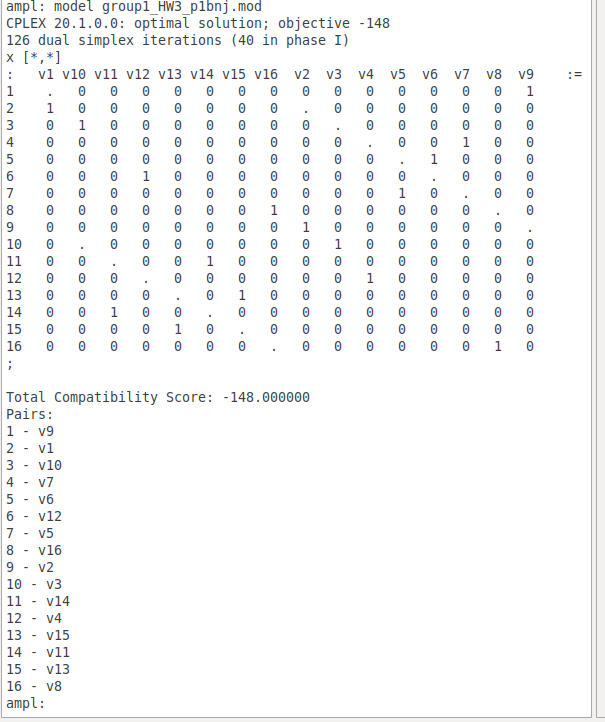 ampl: model group1_HW3_p1bnj.mod
CPLEX 20.1.0.0: optimal solution; objective -148
126 dual simplex iterations (40 in phase I)
x [*,*]
:   v1 v10 v11 v12 v13 v14 v15 v16  v2  v3  v4  v5  v6  v7  v8  v9    :=
1    .   0   0   0   0   0   0   0   0   0   0   0   0   0   0   1
2    1   0   0   0   0   0   0   0   .   0   0   0   0   0   0   0
3    0   1   0   0   0   0   0   0   0   .   0   0   0   0   0   0
4    0   0   0   0   0   0   0   0   0   0   .   0   0   1   0   0
5    0   0   0   0   0   0   0   0   0   0   0   .   1   0   0   0
6    0   0   0   1   0   0   0   0   0   0   0   0   .   0   0   0
7    0   0   0   0   0   0   0   0   0   0   0   1   0   .   0   0
8    0   0   0   0   0   0   0   1   0   0   0   0   0   0   .   0
9    0   0   0   0   0   0   0   0   1   0   0   0   0   0   0   .
10   0   .   0   0   0   0   0   0   0   1   0   0   0   0   0   0
11   0   0   .   0   0   1   0   0   0   0   0   0   0   0   0   0
12   0   0   0   .   0   0   0   0   0   0   1   0   0   0   0   0
13   0   0   0   0   .   0   1   0   0   0   0   0   0   0   0   0
14   0   0   1   0   0   .   0   0   0   0   0   0   0   0   0   0
15   0   0   0   0   1   0   .   0   0   0   0   0   0   0   0   0
16   0   0   0   0   0   0   0   .   0   0   0   0   0   0   1   0
;
Total Compatibility Score: -148.000000
Pairs:
1 - v9
2 - v1
3 - v10
4 - v7
5 - v6
6 - v12
7 - v5
8 - v16
9 - v2
10 - v3
11 - v14
12 - v4
13 - v15
14 - v11
15 - v13
16 - v8
ampl: